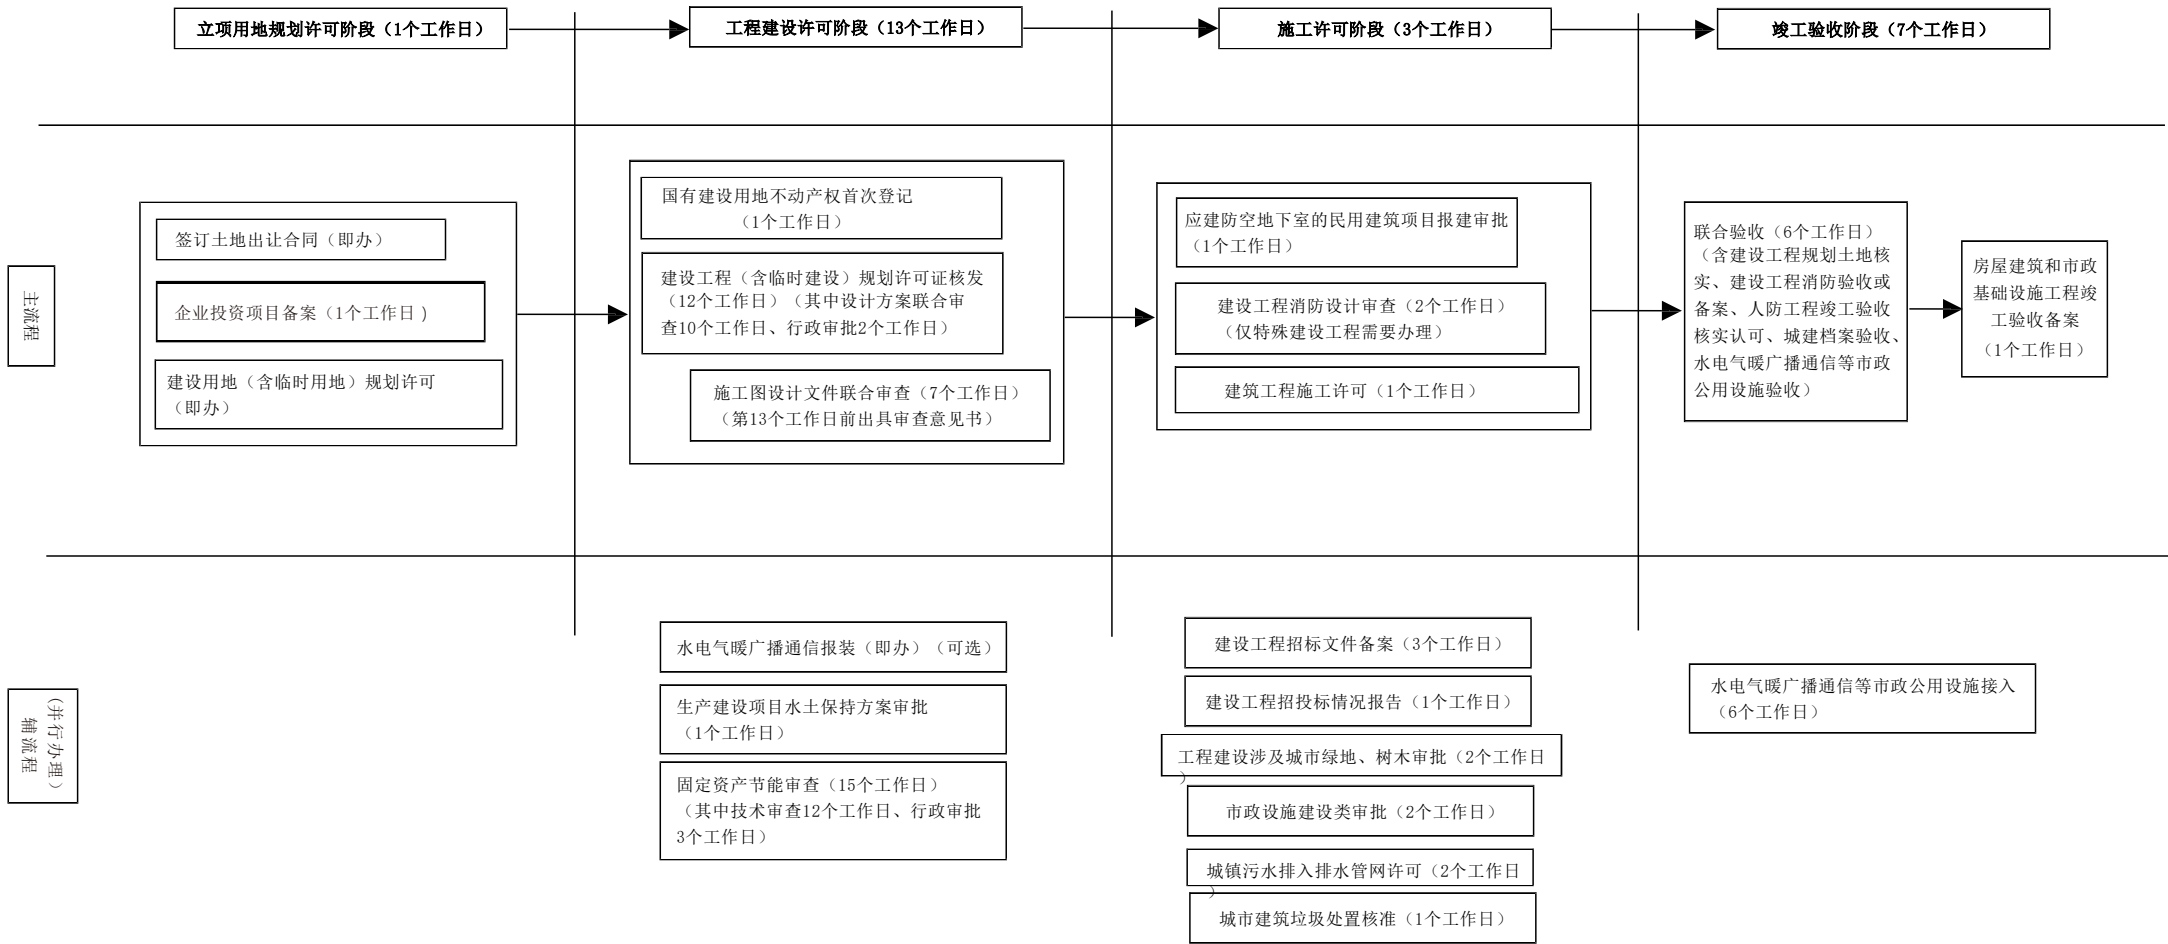 立项用地规划许可阶段（1个工作日）
工程建设许可阶段（13个工作日）
施工许可阶段（3个工作日）
竣工验收阶段（7个工作日）
主流程
签订土地出让合同（即办）
企业投资项目备案（1个工作日）
建设用地（含临时用地）规划许可
（即办）
国有建设用地不动产权首次登记
（1个工作日）
建设工程（含临时建设）规划许可证核发
（12个工作日）（其中设计方案联合审
查10个工作日、行政审批2个工作日）
施工图设计文件联合审查（7个工作日）
（第13个工作日前出具审查意见书）
应建防空地下室的民用建筑项目报建审批
（1个工作日）
建设工程消防设计审查（2个工作日）
（仅特殊建设工程需要办理）
建筑工程施工许可（1个工作日）
联合验收（6个工作日）
（含建设工程规划土地核
实、建设工程消防验收或
备案、人防工程竣工验收
核实认可、城建档案验收、
水电气暖广播通信等市政
公用设施验收）
房屋建筑和市政
基础设施工程竣
工验收备案
（1个工作日）
辅流程
（并行办理）
水电气暖广播通信报装（即办）（可选）
生产建设项目水土保持方案审批
（1个工作日）
固定资产节能审查（15个工作日）
（其中技术审查12个工作日、行政审批
3个工作日）
建设工程招标文件备案（3个工作日）
建设工程招投标情况报告（1个工作日）
工程建设涉及城市绿地、树木审批（2个工作日
）
市政设施建设类审批（2个工作日）
城镇污水排入排水管网许可（2个工作日
）
城市建筑垃圾处置核准（1个工作日）
水电气暖广播通信等市政公用设施接入
（6个工作日）